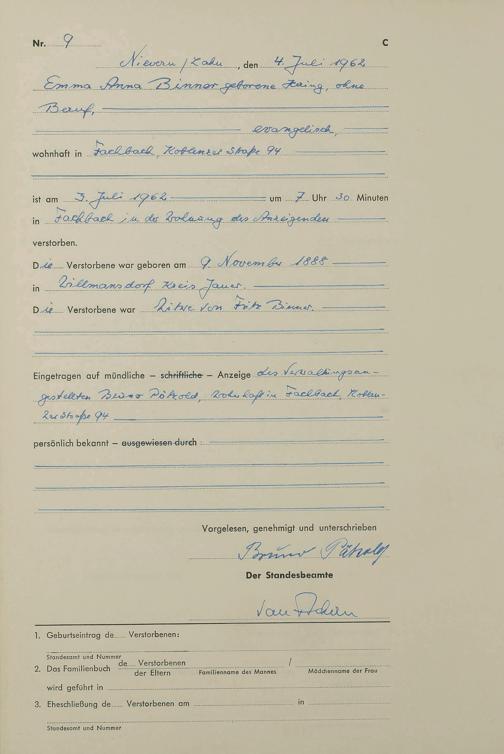 Nr. 9 C
Nievern/Lahn, den 4. Juli 1962
Emma Anna Binner geborene Haing, ohne
Beruf,
evangelisch,
wohnhaft in Fachbach, Koblenzer Straße 94
ist am 3. Juli 1962 um 7 Uhr 30 Minuten
in Fachbach in der Wohnung des Anzeigenden
verstorben.
Die Verstorbene war geboren am 9. November 1888
in Willmansdorf Kreis Jauer.
Die Verstorbene war Witwe von Fritz Binner.
Eingetragen auf mündliche – schriftliche – Anzeige des Verwaltungsan-
gestellten Bruno Pätzold, wohnhaft in Fachbach, Koblen-
zer Straße 94
persönlich bekannt – ausgewiesen durch
Vorgelesen, genehmigt und unterschrieben
Bruno Pätzold
Der Standesbeamte
1. Geburtseintrag de Verstorbenen:
Standesamt und Nummer
2. Das Familienbuch de Verstorbenen / der Eltern
Familienname des Mannes Mädchenname der Frau
wird geführt in
3. Eheschließung de Verstorbenen am in
Standesamt und Nummer